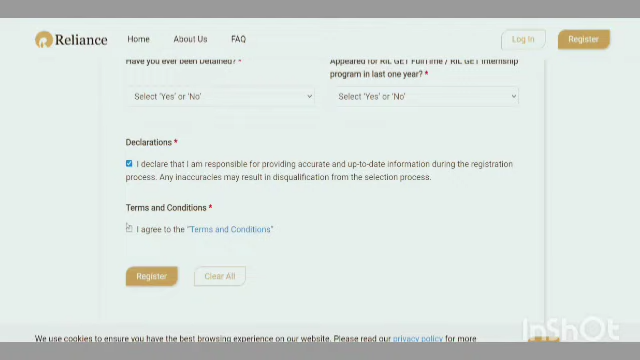 Reliance Home About Us FAQ Log In Register
Have you ever been Detained? *
Appeared for RIL GET Fulltime / RIL GET Internship
program in last one year? *
Select 'Yes' or 'No' Select 'Yes' or 'No'
Declarations *
I declare that I am responsible for providing accurate and up-to-date information during the registration
process. Any inaccuracies may result in disqualification from the selection process.
Terms and Conditions *
I agree to the "Terms and Conditions"
Register Clear All
We use cookies to ensure you have the best browsing experience on our website. Please read our privacy policy for more
InShOt